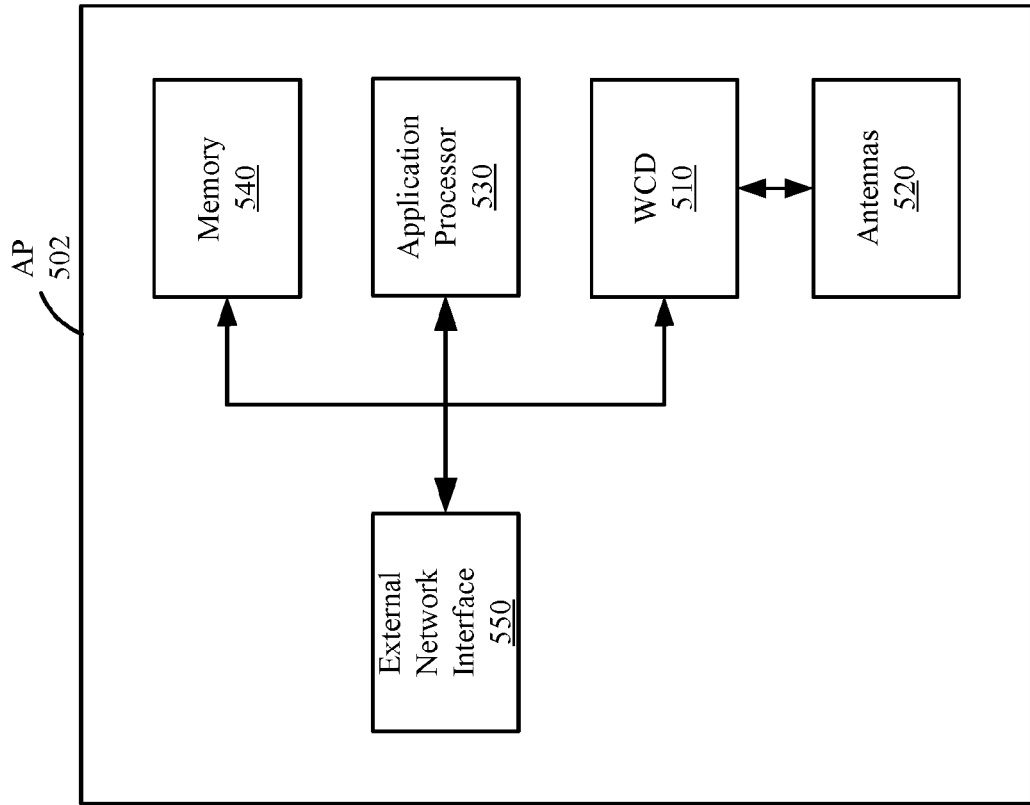 AP
502
Memory
540
Application
Processor
530
WCD
510
Antennas
520
External
Network
Interface
550